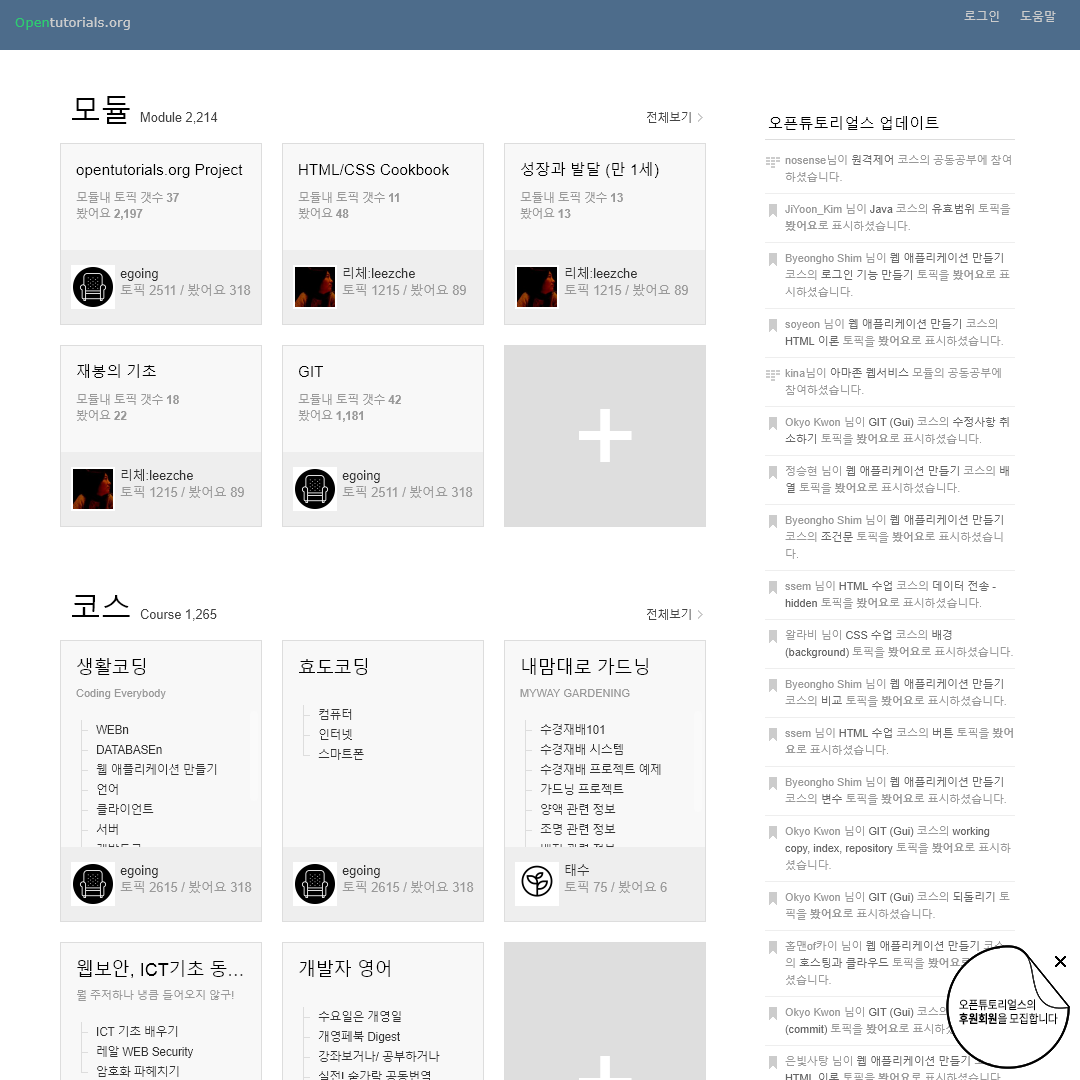 Opentutorials.org
로그인 도움말
모듈 Module 2,214 전체보기
opentutorials.org Project
모듈내 토픽 갯수 37
봤어요 2,197
egoing
토픽 2511 / 봤어요 318
HTML/CSS Cookbook
모듈내 토픽 갯수 11
봤어요 48
리체:leezche
토픽 1215 / 봤어요 89
성장과 발달 (만 1세)
모듈내 토픽 갯수 13
봤어요 13
리체:leezche
토픽 1215 / 봤어요 89
재봉의 기초
모듈내 토픽 갯수 18
봤어요 22
리체:leezche
토픽 1215 / 봤어요 89
GIT
모듈내 토픽 갯수 42
봤어요 1,181
egoing
토픽 2511 / 봤어요 318
코스 Course 1,265 전체보기
생활코딩
Coding Everybody
WEBn
DATABASEn
웹 애플리케이션 만들기
언어
클라이언트
서버
egoing
토픽 2615 / 봤어요 318
효도코딩
컴퓨터
인터넷
스마트폰
egoing
토픽 2615 / 봤어요 318
내맘대로 가드닝
MYWAY GARDENING
수경재배101
수경재배 시스템
수경재배 프로젝트 예제
가드닝 프로젝트
양액 관련 정보
조명 관련 정보
태수
토픽 75 / 봤어요 6
웹보안, ICT기초 동...
뭘 주저하나 냉큼 들어오지 않구!
ICT 기초 배우기
레알 WEB Security
암호화 파헤치기
개발자 영어
수요일은 개영일
개영페북 Digest
강좌보거나/ 공부하거나
실전! 숟가락 공동번역
오픈튜토리얼스 업데이트
nosense님이 원격제어 코스의 공동공부에 참여
하셨습니다.
JiYoon_Kim 님이 Java 코스의 유효범위 토픽을
봤어요로 표시하셨습니다.
Byeongho Shim 님이 웹 애플리케이션 만들기
코스의 로그인 기능 만들기 토픽을 봤어요로 표
시하셨습니다.
soyeon 님이 웹 애플리케이션 만들기 코스의
HTML 이론 토픽을 봤어요로 표시하셨습니다.
kina님이 아마존 웹서비스 모듈의 공동공부에
참여하셨습니다.
Okyo Kwon 님이 GIT (Gui) 코스의 수정사항 취
소하기 토픽을 봤어요로 표시하셨습니다.
정승현 님이 웹 애플리케이션 만들기 코스의 배
열 토픽을 봤어요로 표시하셨습니다.
Byeongho Shim 님이 웹 애플리케이션 만들기
코스의 조건문 토픽을 봤어요로 표시하셨습니
다.
ssem 님이 HTML 수업 코스의 데이터 전송 -
hidden 토픽을 봤어요로 표시하셨습니다.
왈라비 님이 CSS 수업 코스의 배경
(background) 토픽을 봤어요로 표시하셨습니다.
Byeongho Shim 님이 웹 애플리케이션 만들기
코스의 비교 토픽을 봤어요로 표시하셨습니다.
ssem 님이 HTML 수업 코스의 버튼 토픽을 봤어
요로 표시하셨습니다.
Byeongho Shim 님이 웹 애플리케이션 만들기
코스의 변수 토픽을 봤어요로 표시하셨습니다.
Okyo Kwon 님이 GIT (Gui) 코스의 working
copy, index, repository 토픽을 봤어요로 표시하
셨습니다.
Okyo Kwon 님이 GIT (Gui) 코스의 되돌리기 토
픽을 봤어요로 표시하셨습니다.
홀맨of카이 님이 웹 애플리케이션 만들기 코스
의 호스팅과 클라우드 토픽을 봤어요로
셨습니다.
Okyo Kwon 님이 GIT (Gui) 코스의
(commit) 토픽을 봤어요로 표시하셨
은빛사탕 님이 웹 애플리케이션 만들기
HTML 이론 토픽을 봤어요로 표시하셨습니다.
오픈튜토리얼스의
후원회원을 모집합니다